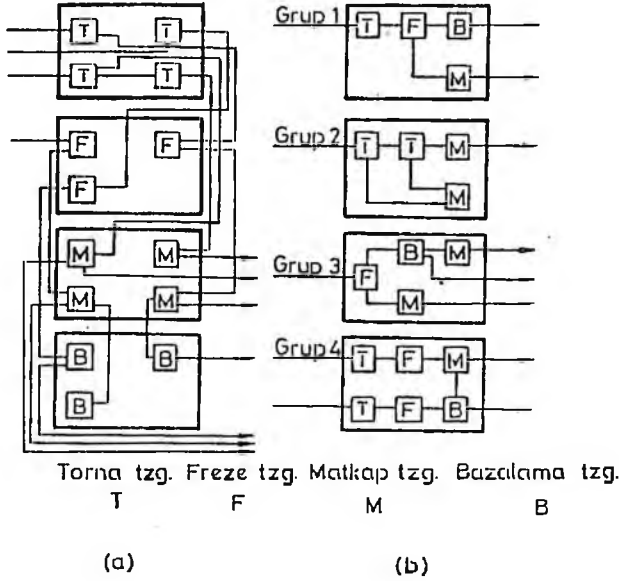 T T
T T
F F
F
M M
M M
B B
B
Grup 1 T F B
M
Grup 2 T T M
M
Grup 3 F B M
M
Grup 4 T F M
T F B
Torna tzg. Freze tzg. Matkap tzg. Bazalama tzg.
T F M B
(a) (b)